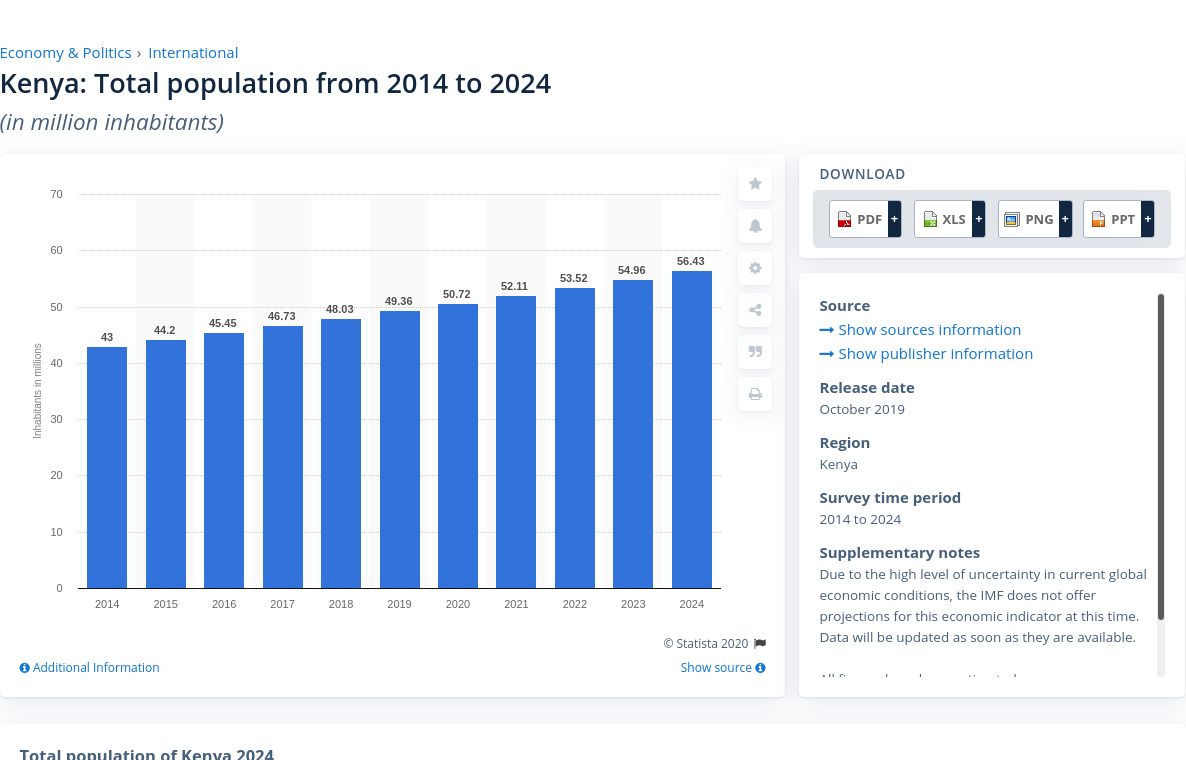 Economy & Politics › International
Kenya: Total population from 2014 to 2024
(in million inhabitants)
70
60
50
40
30
20
10
0
Inhabitants in millions
43
44.2
45.45
46.73
48.03
49.36
50.72
52.11
53.52
54.96
56.43
2014 2015 2016 2017 2018 2019 2020 2021 2022 2023 2024
© Statista 2020
Additional Information
Show source
DOWNLOAD
PDF + XLS + PNG + PPT +
Source
Show sources information
Show publisher information
Release date
October 2019
Region
Kenya
Survey time period
2014 to 2024
Supplementary notes
Due to the high level of uncertainty in current global
economic conditions, the IMF does not offer
projections for this economic indicator at this time.
Data will be updated as soon as they are available.
Total population of Kenya 2024